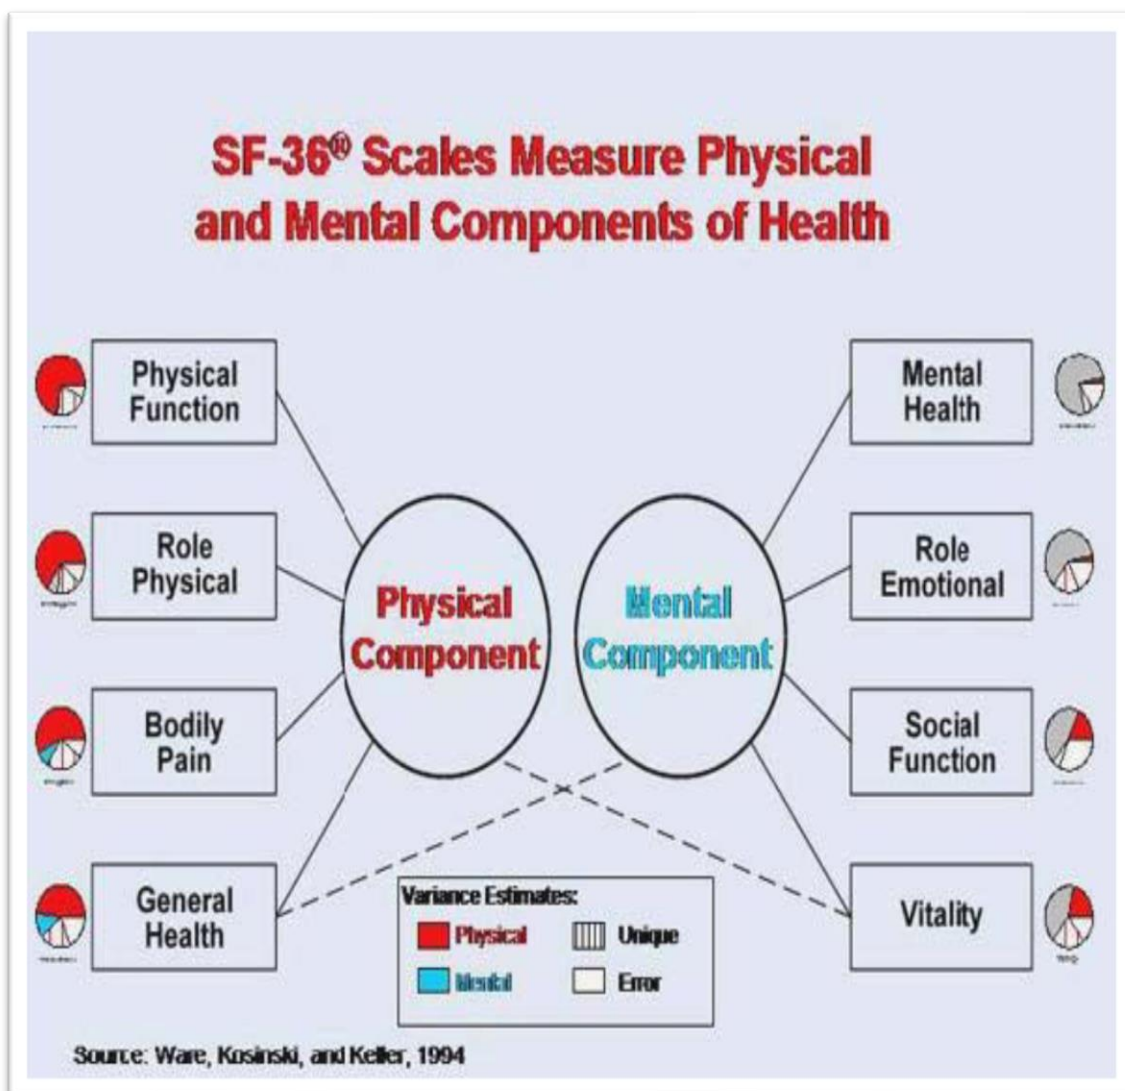 SF-36® Scales Measure Physical
and Mental Components of Health
Physical
Function
Role
Physical
Bodily
Pain
General
Health
Physical
Component
Mental
Component
Mental
Health
Role
Emotional
Social
Function
Vitality
Variance Estimates:
Physical
Unique
Mental
Error
Source: Ware, Kosinski, and Keller, 1994